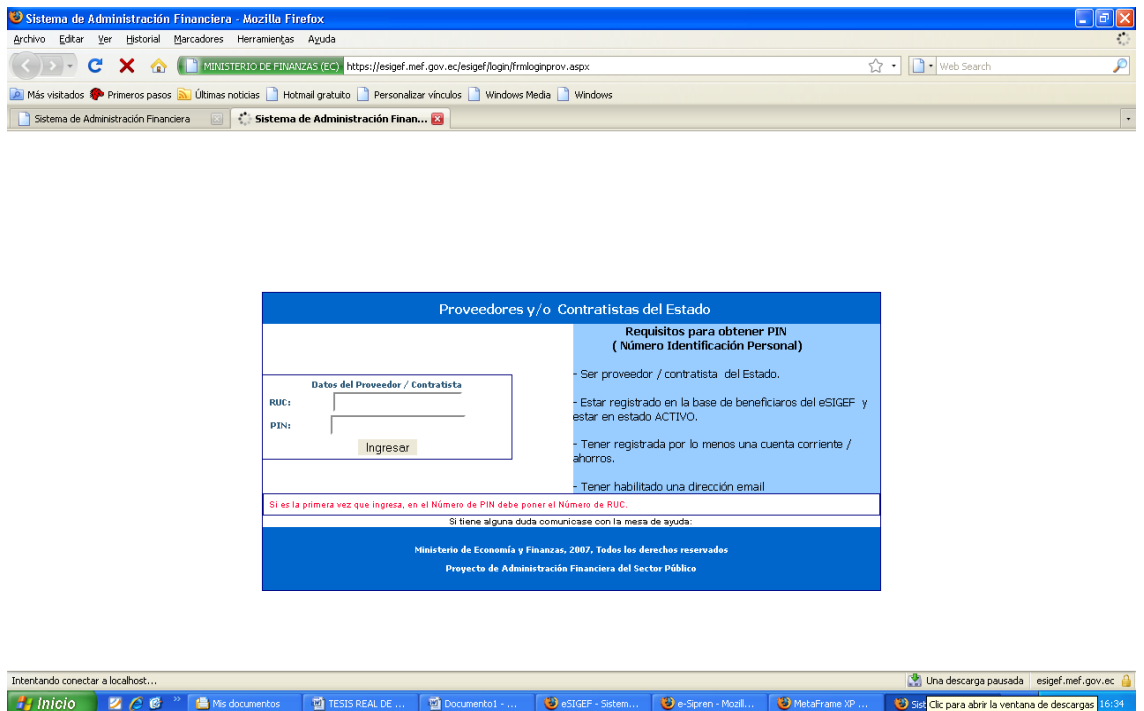 Sistema de Administración Financiera - Mozilla Firefox
Archivo Editar Ver Historial Marcadores Herramientas Ayuda
MINISTERIO DE FINANZAS (EC) https://esigef.mef.gov.ec/esigef/login/frmloginprov.aspx Web Search
Más visitados Primeros pasos Últimas noticias Hotmail gratuito Personalizar vínculos Windows Media Windows
Sistema de Administración Financiera Sistema de Administración Finan...
Proveedores y/o Contratistas del Estado
Requisitos para obtener PIN
( Número Identificación Personal)
- Ser proveedor / contratista del Estado.
Datos del Proveedor / Contratista
RUC:
PIN:
Ingresar
- Estar registrado en la base de beneficiaros del eSIGEF y
estar en estado ACTIVO.
- Tener registrada por lo menos una cuenta corriente /
ahorros.
- Tener habilitado una dirección email
Si es la primera vez que ingresa, en el Número de PIN debe poner el Número de RUC.
Si tiene alguna duda comunicase con la mesa de ayuda:
Ministerio de Economía y Finanzas, 2007, Todos los derechos reservados
Proyecto de Administración Financiera del Sector Público
Intentando conectar a localhost... Una descarga pausada esigef.mef.gov.ec
Inicio » Mis documentos TESIS REAL DE ... Documento1 - ... eSIGEF - Sistem... e-Sipren - Mozill... MetaFrame XP ... Sist Clic para abrir la ventana de descargas 16:34